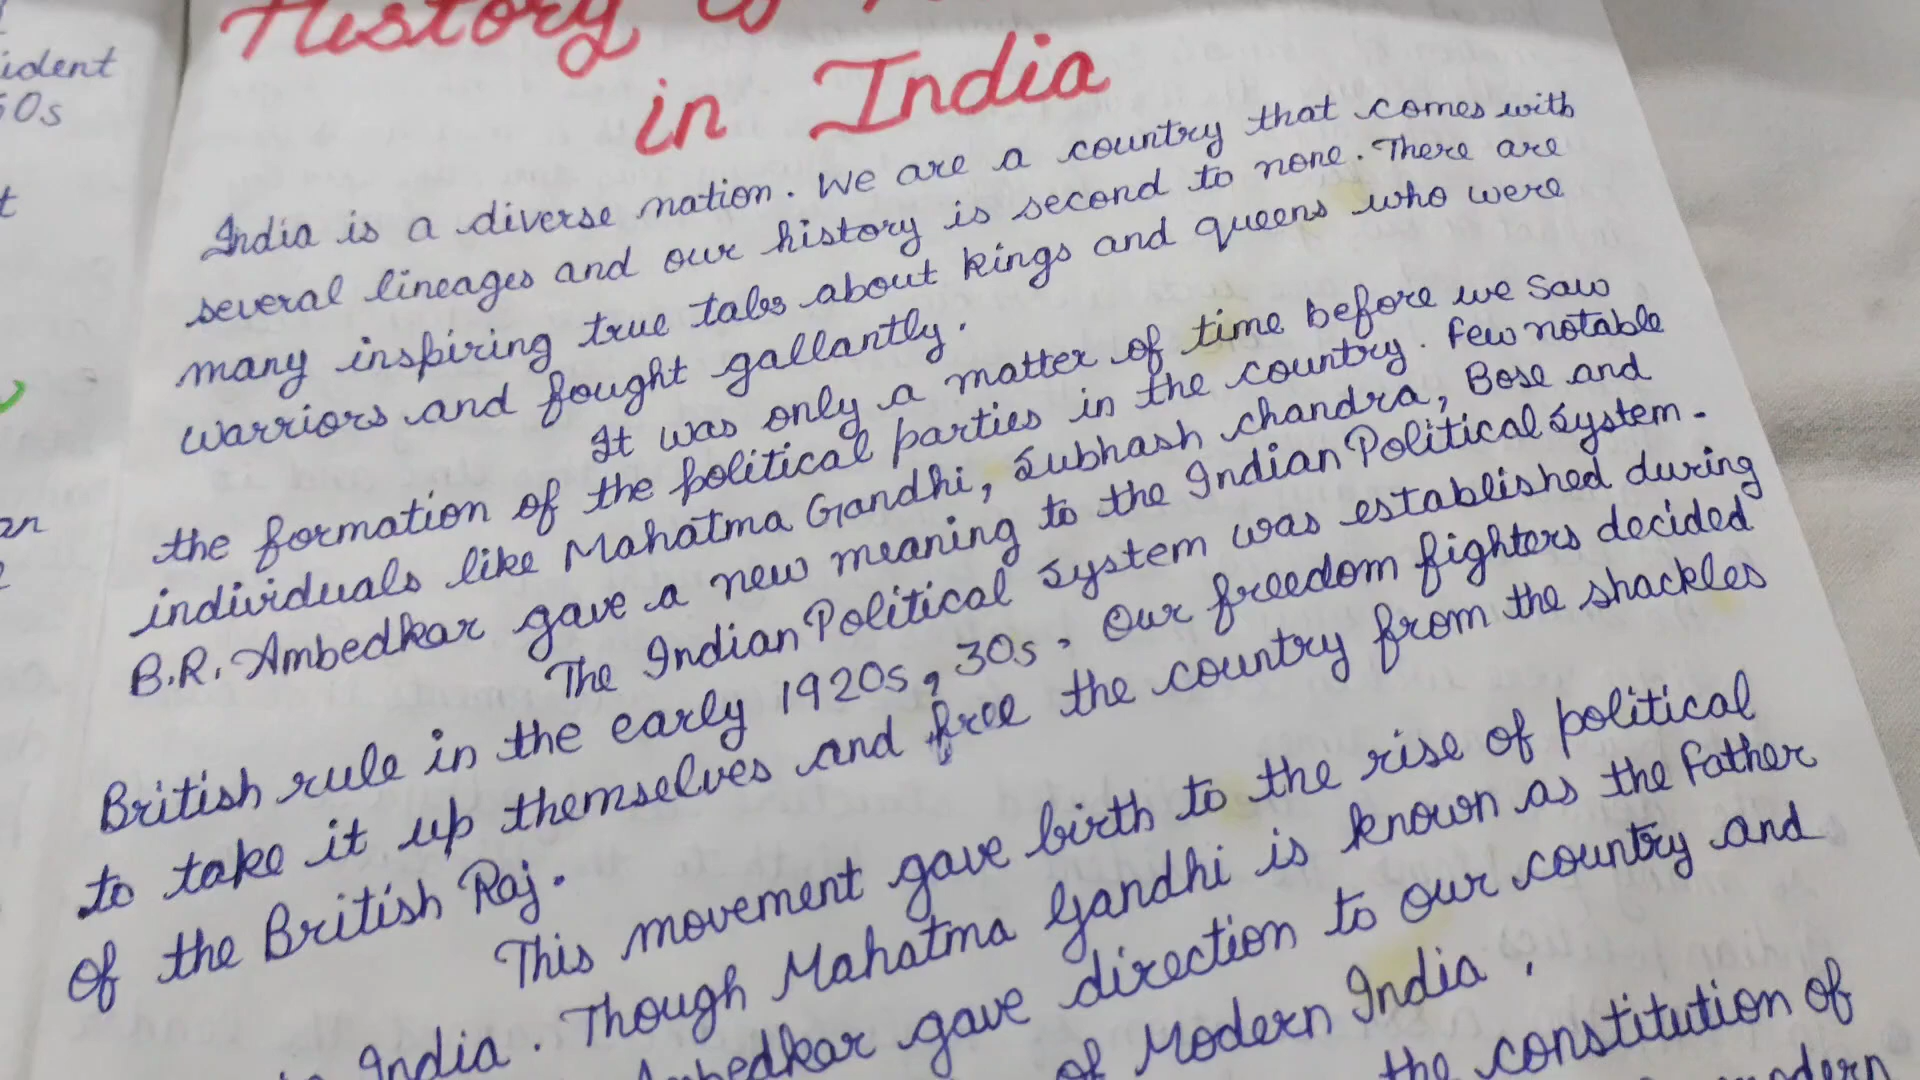 ident
50s
t
an
History of
in India
India is a diverse nation. We are a country that comes with
several lineages and our history is second to none. There are
many inspiring true tales about kings and queens who were
warriors and fought gallantly.
It was only a matter of time before we saw
the formation of the political parties in the country. Few notable
individuals like Mahatma Gandhi, Subhash chandra, Bose and
B.R. Ambedkar gave a new meaning to the Indian Political System.
The Indian Political System was established during
British rule in the early 1920s, 30s. Our freedom fighters decided
to take it up themselves and free the country from the shackles
of the British Raj.
This movement gave birth to the rise of political
India. Though Mahatma Gandhi is known as the Father
Ambedkar gave direction to our country and
of Modern India.
the constitution of
modern